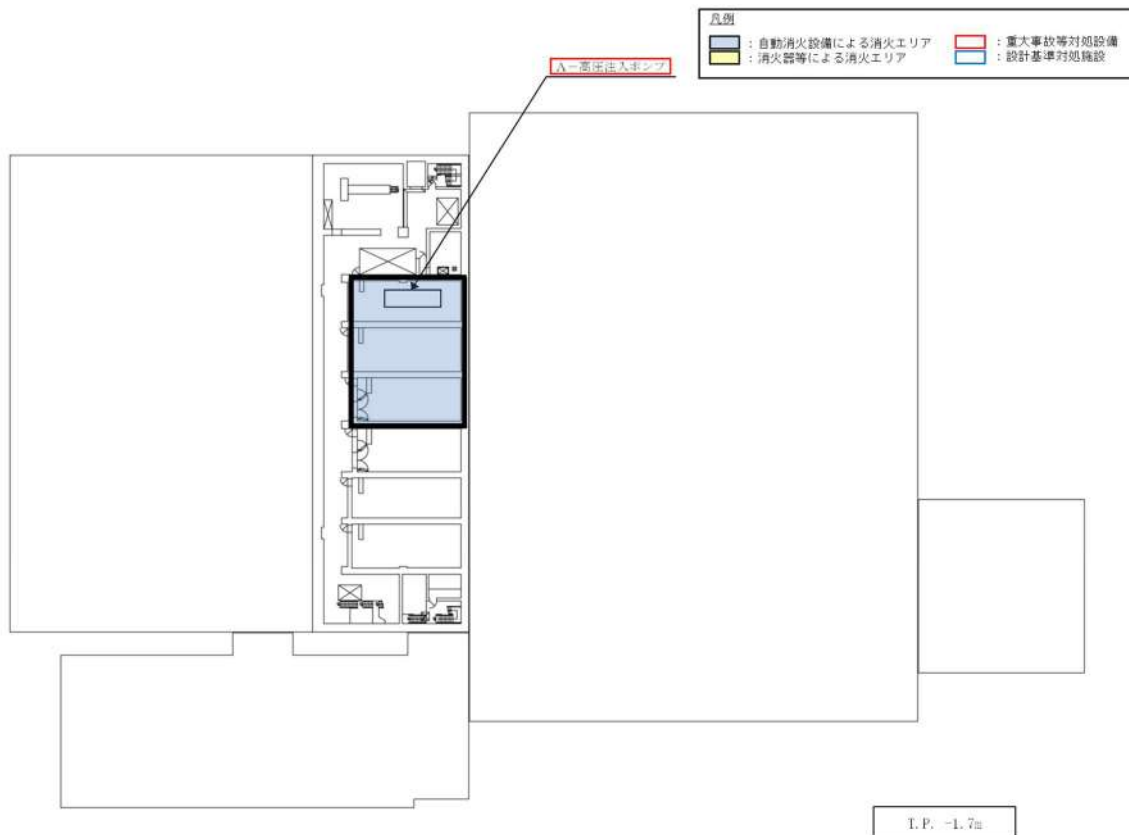 凡例
：自動消火設備による消火エリア
：消火器等による消火エリア
：重大事故等対処設備
：設計基準対処施設
A－高圧注入ポンプ
T.P. -1.7m